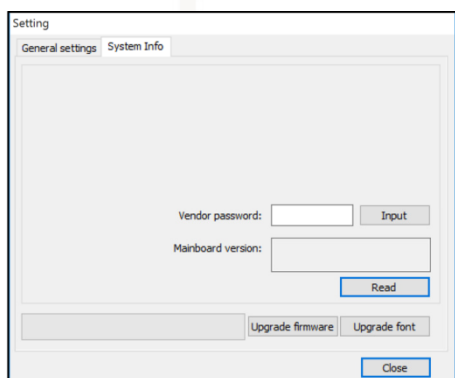 Setting
General settings System Info
Vendor password: Input
Mainboard version:
Read
Upgrade firmware Upgrade font
Close